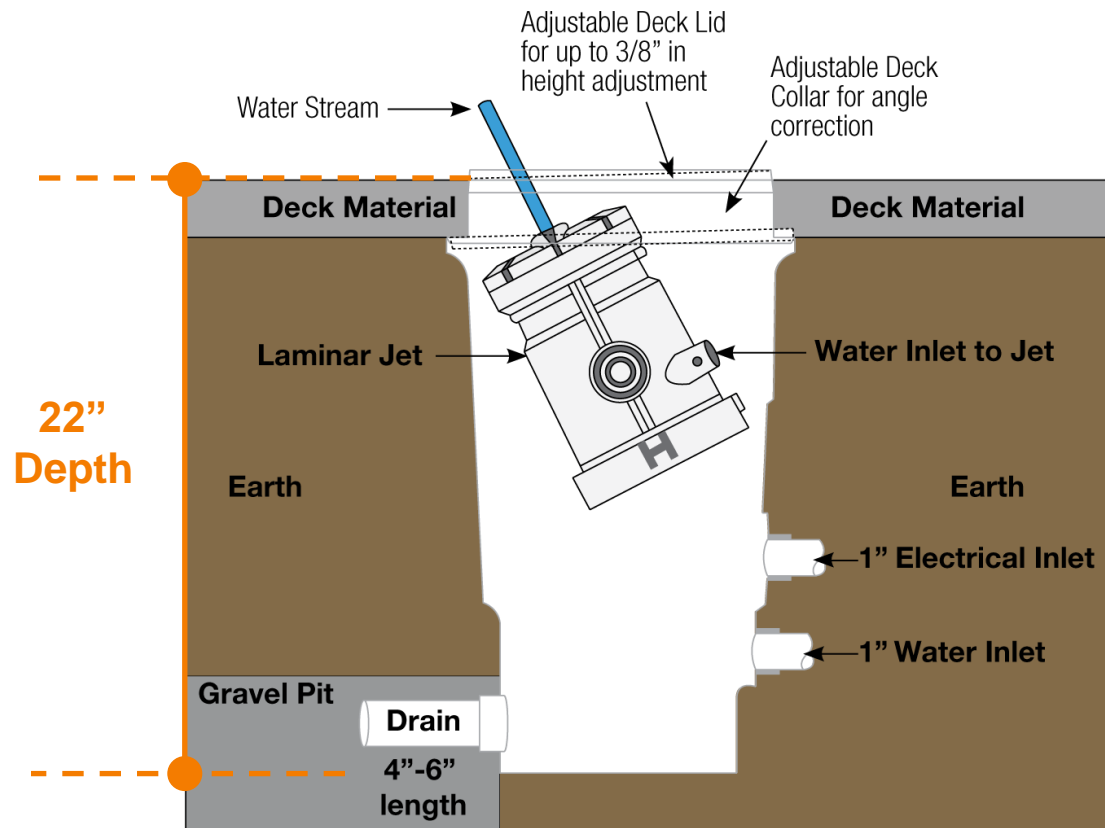 Adjustable Deck Lid
for up to 3/8” in
height adjustment
Adjustable Deck
Collar for angle
correction
Water Stream
Deck Material
Deck Material
Laminar Jet
Water Inlet to Jet
22”
Depth
Earth
Earth
1” Electrical Inlet
1” Water Inlet
Gravel Pit
Drain
4”-6”
length
H